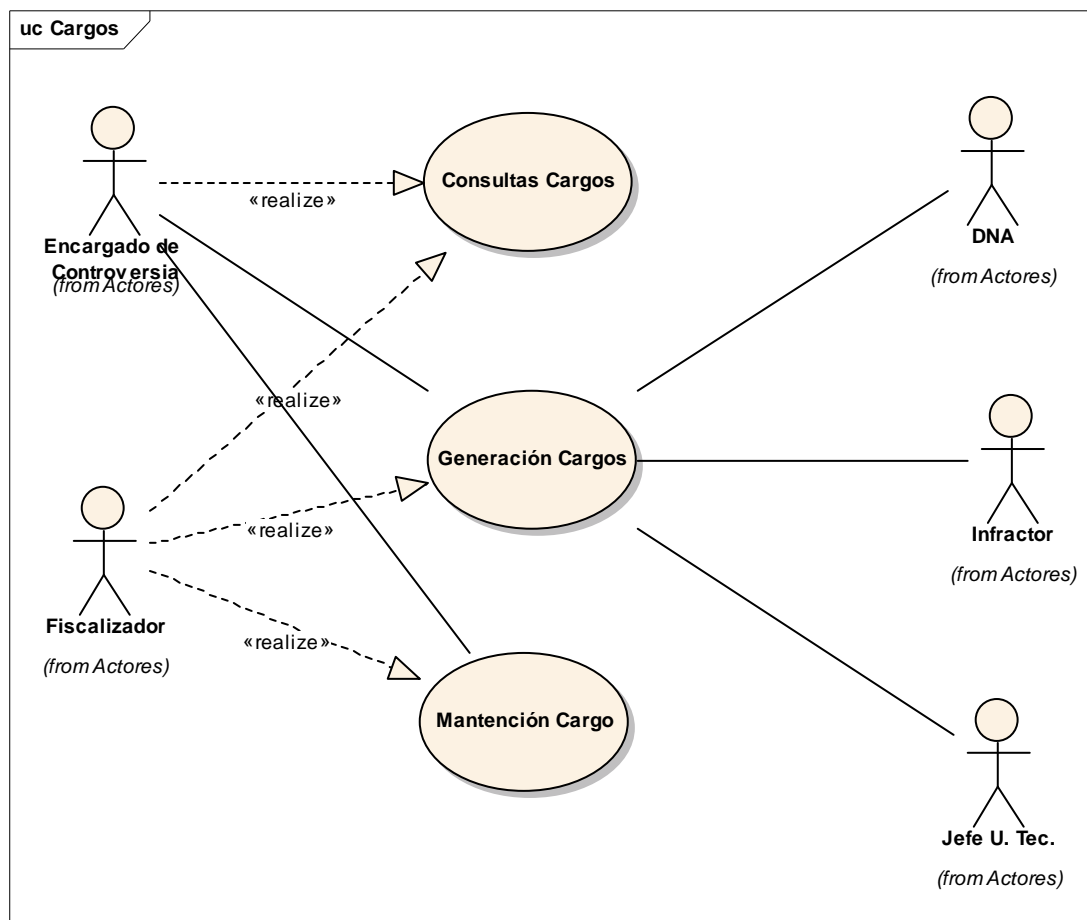 uc Cargos
Encargado de
Controversia
(from Actores)
«realize»
Consultas Cargos
DNA
(from Actores)
«realize»
Generación Cargos
Infractor
(from Actores)
Fiscalizador
(from Actores)
«realize»
«realize»
Mantención Cargo
Jefe U. Tec.
(from Actores)